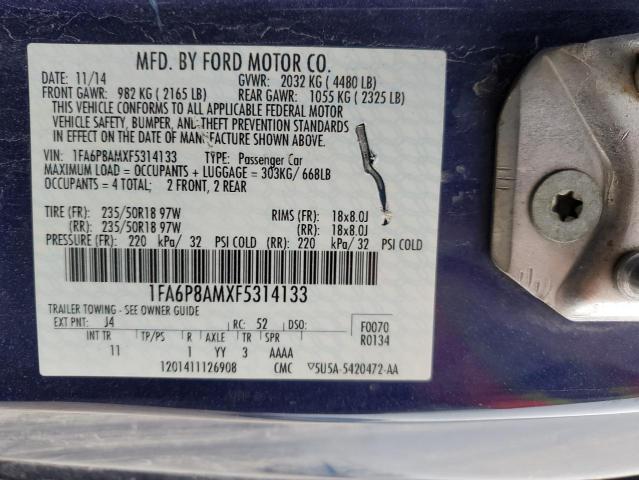 MFD. BY FORD MOTOR CO.
DATE: 11/14 GVWR: 2032 KG ( 4480 LB)
FRONT GAWR: 982 KG ( 2165 LB) REAR GAWR: 1055 KG ( 2325 LB)
THIS VEHICLE CONFORMS TO ALL APPLICABLE FEDERAL MOTOR
VEHICLE SAFETY, BUMPER, AND THEFT PREVENTION STANDARDS
IN EFFECT ON THE DATE OF MANUFACTURE SHOWN ABOVE.
VIN: 1FA6P8AMXF5314133 TYPE: Passenger Car
MAXIMUM LOAD = OCCUPANTS + LUGGAGE = 303KG/ 668LB
OCCUPANTS = 4 TOTAL; 2 FRONT, 2 REAR
TIRE (FR): 235/50R18 97W RIMS (FR): 18x8.0J
(RR): 235/50R18 97W (RR): 18x8.0J
PRESSURE (FR): 220 kPa/ 32 PSI COLD (RR): 220 kPa/ 32 PSI COLD
1FA6P8AMXF5314133
TRAILER TOWING - SEE OWNER GUIDE
EXT PNT: J4 RC: 52 DSO: F0070
INT TR TP/PS R AXLE TR SPR R0134
11 1 YY 3 AAAA
1201411126908 CMC ▽5U5A-5420472-AA